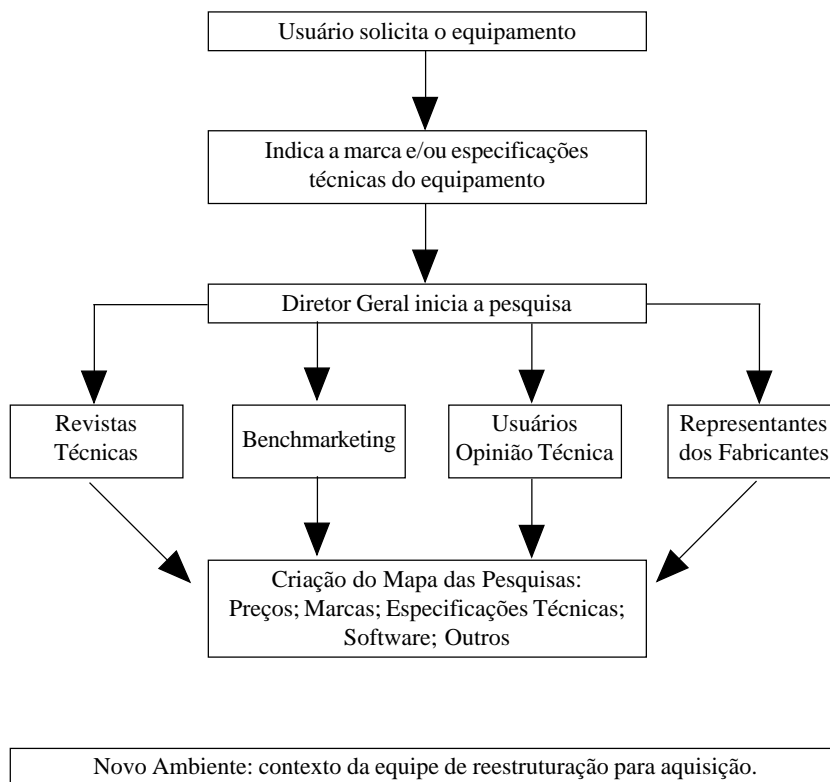 Usuário solicita o equipamento
Indica a marca e/ou especificações
técnicas do equipamento
Diretor Geral inicia a pesquisa
Revistas
Técnicas
Benchmarketing
Usuários
Opinião Técnica
Representantes
dos Fabricantes
Criação do Mapa das Pesquisas:
Preços; Marcas; Especificações Técnicas;
Software; Outros
Novo Ambiente: contexto da equipe de reestruturação para aquisição.